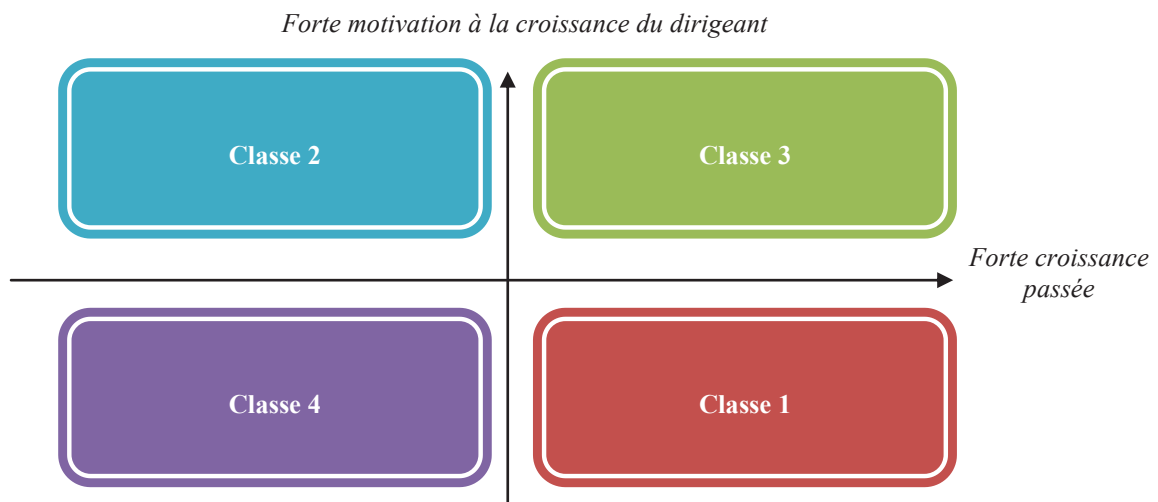 Forte motivation à la croissance du dirigeant
Classe 2
Classe 3
Forte croissance
passée
Classe 4
Classe 1